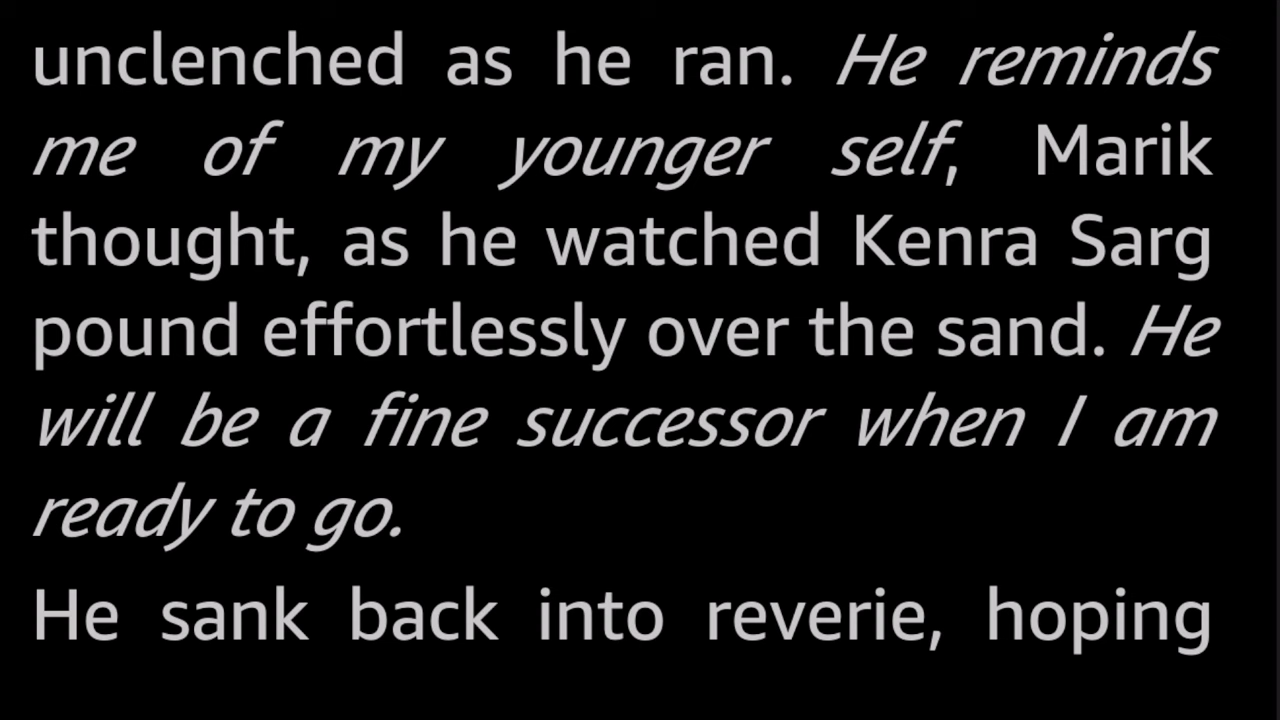 unclenched as he ran. He reminds
me of my younger self, Marik
thought, as he watched Kenra Sarg
pound effortlessly over the sand. He
will be a fine successor when I am
ready to go.
He sank back into reverie, hoping